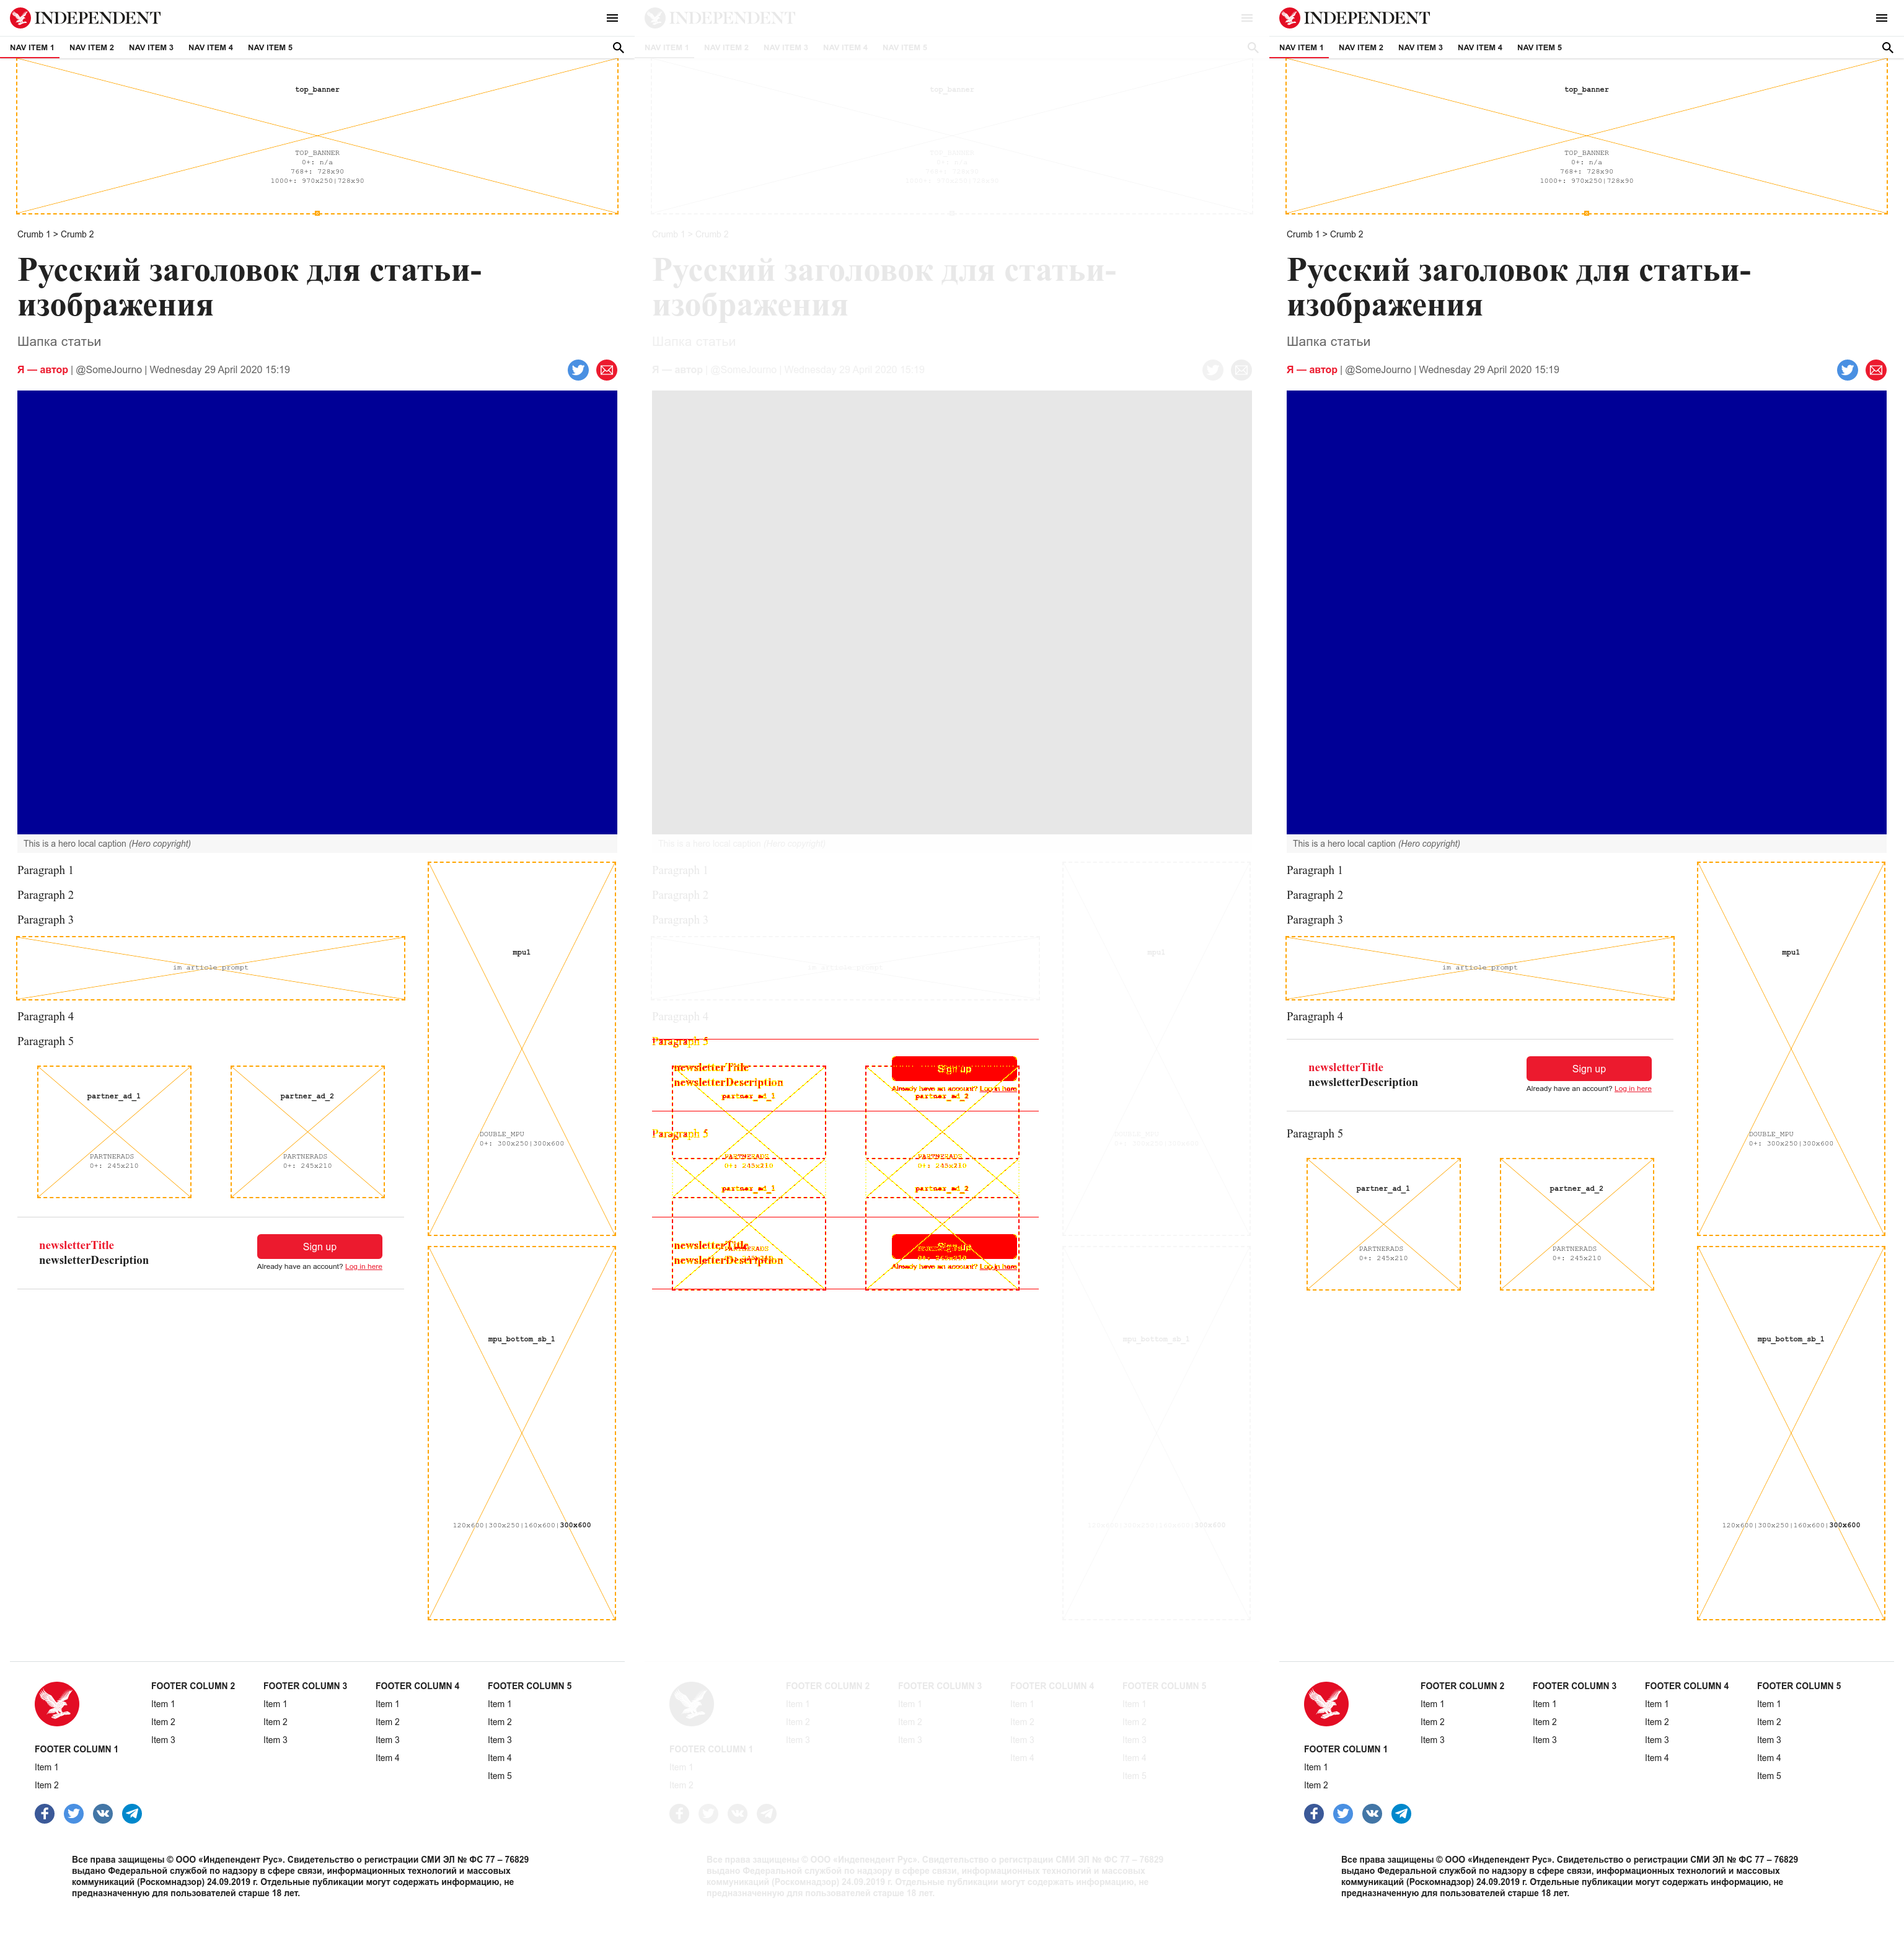 INDEPENDENT
NAV ITEM 1 NAV ITEM 2 NAV ITEM 3 NAV ITEM 4 NAV ITEM 5
top_banner
TOP_BANNER
0+: n/a
768+: 728x90
1000+: 970x250|728x90
Crumb 1 > Crumb 2
Русский заголовок для статьи-
изображения
Шапка статьи
Я — автор | @SomeJourno | Wednesday 29 April 2020 15:19
This is a hero local caption (Hero copyright)
Paragraph 1
Paragraph 2
Paragraph 3
im article prompt
Paragraph 4
Paragraph 5
partner_ad_1
PARTNERADS
0+: 245x210
partner_ad_2
PARTNERADS
0+: 245x210
newsletterTitle
newsletterDescription
Sign up
Already have an account? Log in here
mpu1
DOUBLE_MPU
0+: 300x250|300x600
mpu_bottom_sb_1
120x600|300x250|160x600|300x600
FOOTER COLUMN 1
Item 1
Item 2
FOOTER COLUMN 2
Item 1
Item 2
Item 3
FOOTER COLUMN 3
Item 1
Item 2
Item 3
FOOTER COLUMN 4
Item 1
Item 2
Item 3
Item 4
FOOTER COLUMN 5
Item 1
Item 2
Item 3
Item 4
Item 5
Все права защищены © ООО «Индепендент Рус». Свидетельство о регистрации СМИ ЭЛ № ФС 77 – 76829
выдано Федеральной службой по надзору в сфере связи, информационных технологий и массовых
коммуникаций (Роскомнадзор) 24.09.2019 г. Отдельные публикации могут содержать информацию, не
предназначенную для пользователей старше 18 лет.
INDEPENDENT
NAV ITEM 1 NAV ITEM 2 NAV ITEM 3 NAV ITEM 4 NAV ITEM 5
top_banner
Crumb 1 > Crumb 2
Русский заголовок для статьи-
изображения
Шапка статьи
Я — автор | @SomeJourno | Wednesday 29 April 2020 15:19
This is a hero local caption (Hero copyright)
Paragraph 1
Paragraph 2
Paragraph 3
Paragraph 4
Paragraph 5
newsletterTitle
newsletterDescription
Sign up
Already have an account? Log in here
partner_ad_1
partner_ad_2
Paragraph 5
PARTNERADS
0+: 245x210
PARTNERADS
0+: 245x210
partner_ad_1
partner_ad_2
newsletterTitle
newsletterDescription
Sign up
Already have an account? Log in here
mpu1
mpu_bottom_sb_1
FOOTER COLUMN 1
Item 1
Item 2
FOOTER COLUMN 2
Item 1
Item 2
Item 3
FOOTER COLUMN 3
Item 1
Item 2
Item 3
FOOTER COLUMN 4
Item 1
Item 2
Item 3
Item 4
FOOTER COLUMN 5
Item 1
Item 2
Item 3
Item 4
Item 5
Все права защищены © ООО «Индепендент Рус». Свидетельство о регистрации СМИ ЭЛ № ФС 77 – 76829
выдано Федеральной службой по надзору в сфере связи, информационных технологий и массовых
коммуникаций (Роскомнадзор) 24.09.2019 г. Отдельные публикации могут содержать информацию, не
предназначенную для пользователей старше 18 лет.
INDEPENDENT
NAV ITEM 1 NAV ITEM 2 NAV ITEM 3 NAV ITEM 4 NAV ITEM 5
top_banner
TOP_BANNER
0+: n/a
768+: 728x90
1000+: 970x250|728x90
Crumb 1 > Crumb 2
Русский заголовок для статьи-
изображения
Шапка статьи
Я — автор | @SomeJourno | Wednesday 29 April 2020 15:19
This is a hero local caption (Hero copyright)
Paragraph 1
Paragraph 2
Paragraph 3
im article prompt
Paragraph 4
newsletterTitle
newsletterDescription
Sign up
Already have an account? Log in here
Paragraph 5
partner_ad_1
PARTNERADS
0+: 245x210
partner_ad_2
PARTNERADS
0+: 245x210
mpu1
DOUBLE_MPU
0+: 300x250|300x600
mpu_bottom_sb_1
120x600|300x250|160x600|300x600
FOOTER COLUMN 1
Item 1
Item 2
FOOTER COLUMN 2
Item 1
Item 2
Item 3
FOOTER COLUMN 3
Item 1
Item 2
Item 3
FOOTER COLUMN 4
Item 1
Item 2
Item 3
Item 4
FOOTER COLUMN 5
Item 1
Item 2
Item 3
Item 4
Item 5
Все права защищены © ООО «Индепендент Рус». Свидетельство о регистрации СМИ ЭЛ № ФС 77 – 76829
выдано Федеральной службой по надзору в сфере связи, информационных технологий и массовых
коммуникаций (Роскомнадзор) 24.09.2019 г. Отдельные публикации могут содержать информацию, не
предназначенную для пользователей старше 18 лет.